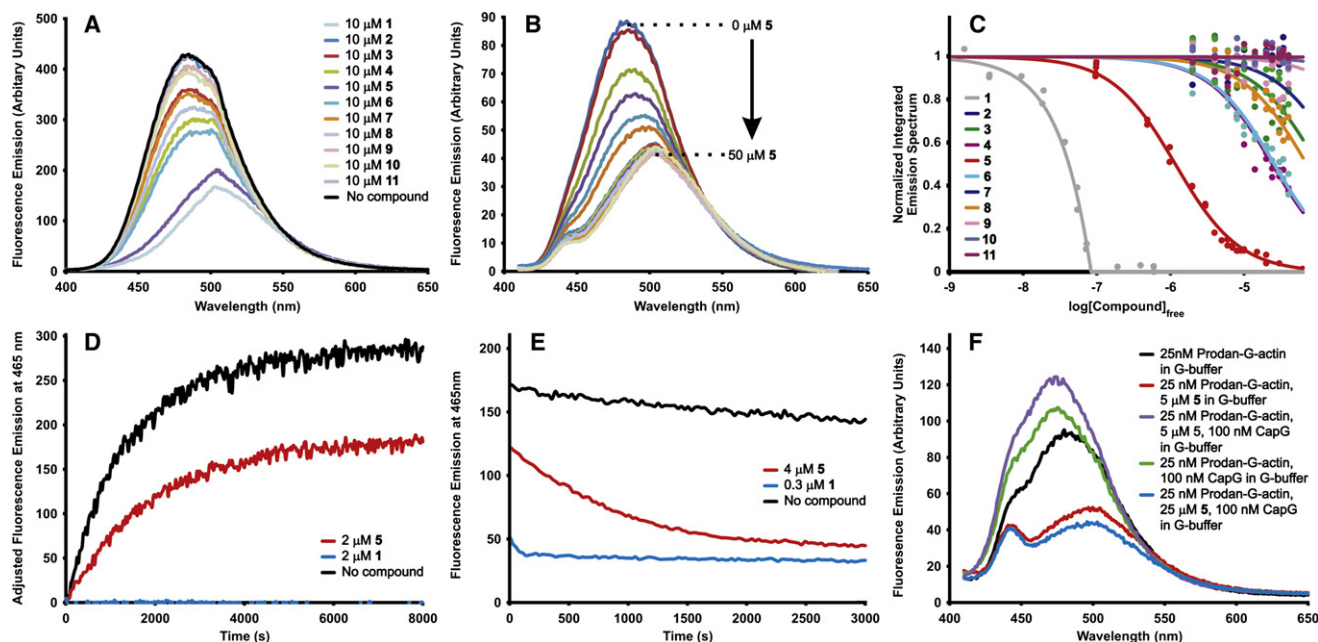 A
Fluorescence Emission (Arbitrary Units)
500
400
300
200
100
0
400
450
500
550
600
650
Wavelength (nm)
10 µM 1
10 µM 2
10 µM 3
10 µM 4
10 µM 5
10 µM 6
10 µM 7
10 µM 8
10 µM 9
10 µM 10
10 µM 11
No compound
B
Fluorescence Emission (Arbitrary Units)
90
80
70
60
50
40
30
20
10
0
400
450
500
550
600
650
Wavelength (nm)
0 µM 5
50 µM 5
C
Normalized Integrated
Emission Spectrum
1
0.8
0.6
0.4
0.2
0
-9
-8
-7
-6
-5
log[Compound]free
1
2
3
4
5
6
7
8
9
10
11
D
Adjusted Fluorescence Emission at 465 nm
300
250
200
150
100
50
0
0
2000
4000
6000
8000
Time (s)
2 µM 5
2 µM 1
No compound
E
Fluorescence Emission at 465nm
200
150
100
50
0
0
500
1000
1500
2000
2500
3000
Time (s)
4 µM 5
0.3 µM 1
No compound
F
Fluoresence Emission (Arbitrary Units)
140
120
100
80
60
40
20
0
400
450
500
550
600
650
Wavelength (nm)
25nM Prodan-G-actin
in G-buffer
25 nM Prodan-G-actin,
5 µM 5 in G-buffer
25 nM Prodan-G-actin,
5 µM 5, 100 nM CapG
in G-buffer
25 nM Prodan-G-actin,
100 nM CapG in G-buffer
25 nM Prodan-G-actin,
25 µM 5, 100 nM CapG
in G-buffer